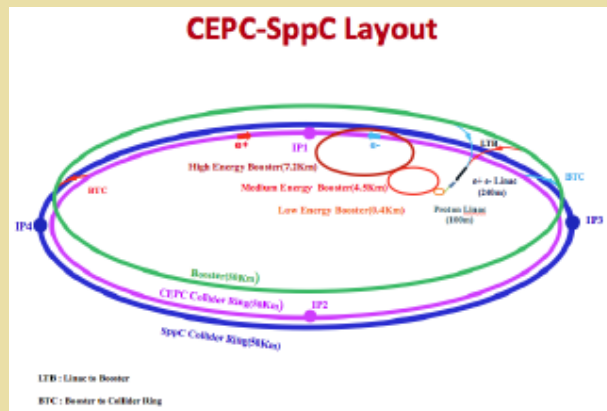 CEPC-SppC Layout
e+
IP1
e-
LTB
High Energy Booster(7.2Km)
Medium Energy Booster(4.5Km)
Low Energy Booster(0.4Km)
e+ e- Linac
(240m)
Proton Linac
(100m)
BTC
BTC
IP4
IP3
Booster(50Km)
CEPC Collider Ring(50Km)
IP2
SppC Collider Ring(50Km)
LTB : Linac to Booster
BTC : Booster to Collider Ring